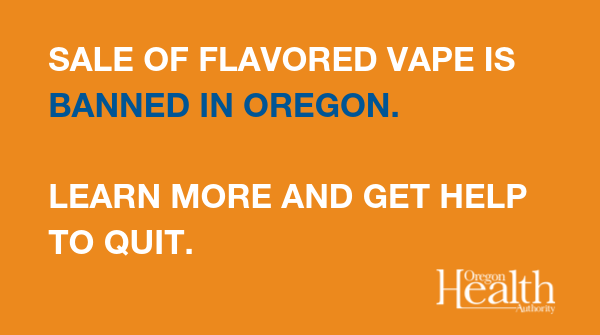 SALE OF FLAVORED VAPE IS
BANNED IN OREGON.
LEARN MORE AND GET HELP
TO QUIT.
Oregon
Health
Authority